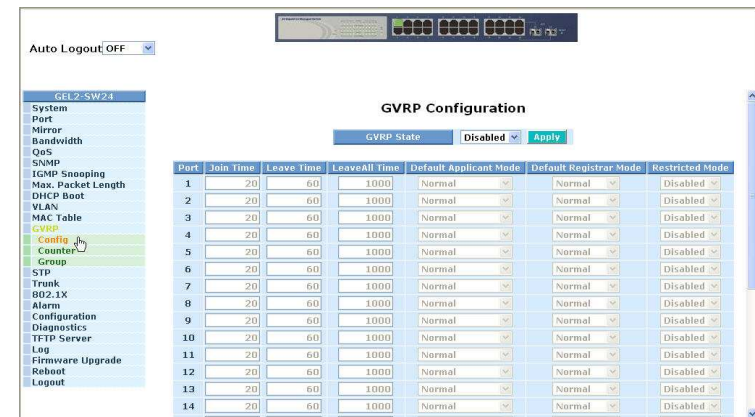 Auto Logout OFF
GEL2-SW24
System
Port
Mirror
Bandwidth
QoS
SNMP
IGMP Snooping
Max. Packet Length
DHCP Boot
VLAN
MAC Table
GVRP
Config
Counter
Group
STP
Trunk
802.1X
Alarm
Configuration
Diagnostics
TFTP Server
Log
Firmware Upgrade
Reboot
Logout
GVRP Configuration
GVRP State Disabled Apply
Port Join Time Leave Time LeaveAll Time Default Applicant Mode Default Registrar Mode Restricted Mode
1 20 60 1000 Normal Normal Disabled
2 20 60 1000 Normal Normal Disabled
3 20 60 1000 Normal Normal Disabled
4 20 60 1000 Normal Normal Disabled
5 20 60 1000 Normal Normal Disabled
6 20 60 1000 Normal Normal Disabled
7 20 60 1000 Normal Normal Disabled
8 20 60 1000 Normal Normal Disabled
9 20 60 1000 Normal Normal Disabled
10 20 60 1000 Normal Normal Disabled
11 20 60 1000 Normal Normal Disabled
12 20 60 1000 Normal Normal Disabled
13 20 60 1000 Normal Normal Disabled
14 20 60 1000 Normal Normal Disabled